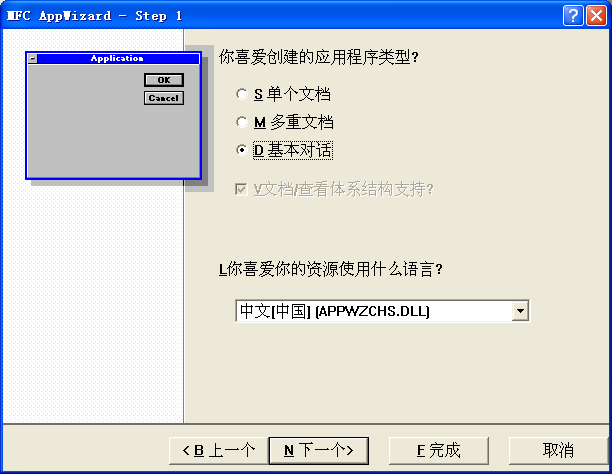 MFC AppWizard - Step 1
Application
OK
Cancel
你喜爱创建的应用程序类型?
S 单个文档
M 多重文档
D 基本对话
V文档/查看体系结构支持?
L你喜爱你的资源使用什么语言?
中文[中国] (APPWZCHS.DLL)
< B 上一个
N 下一个>
F 完成
取消